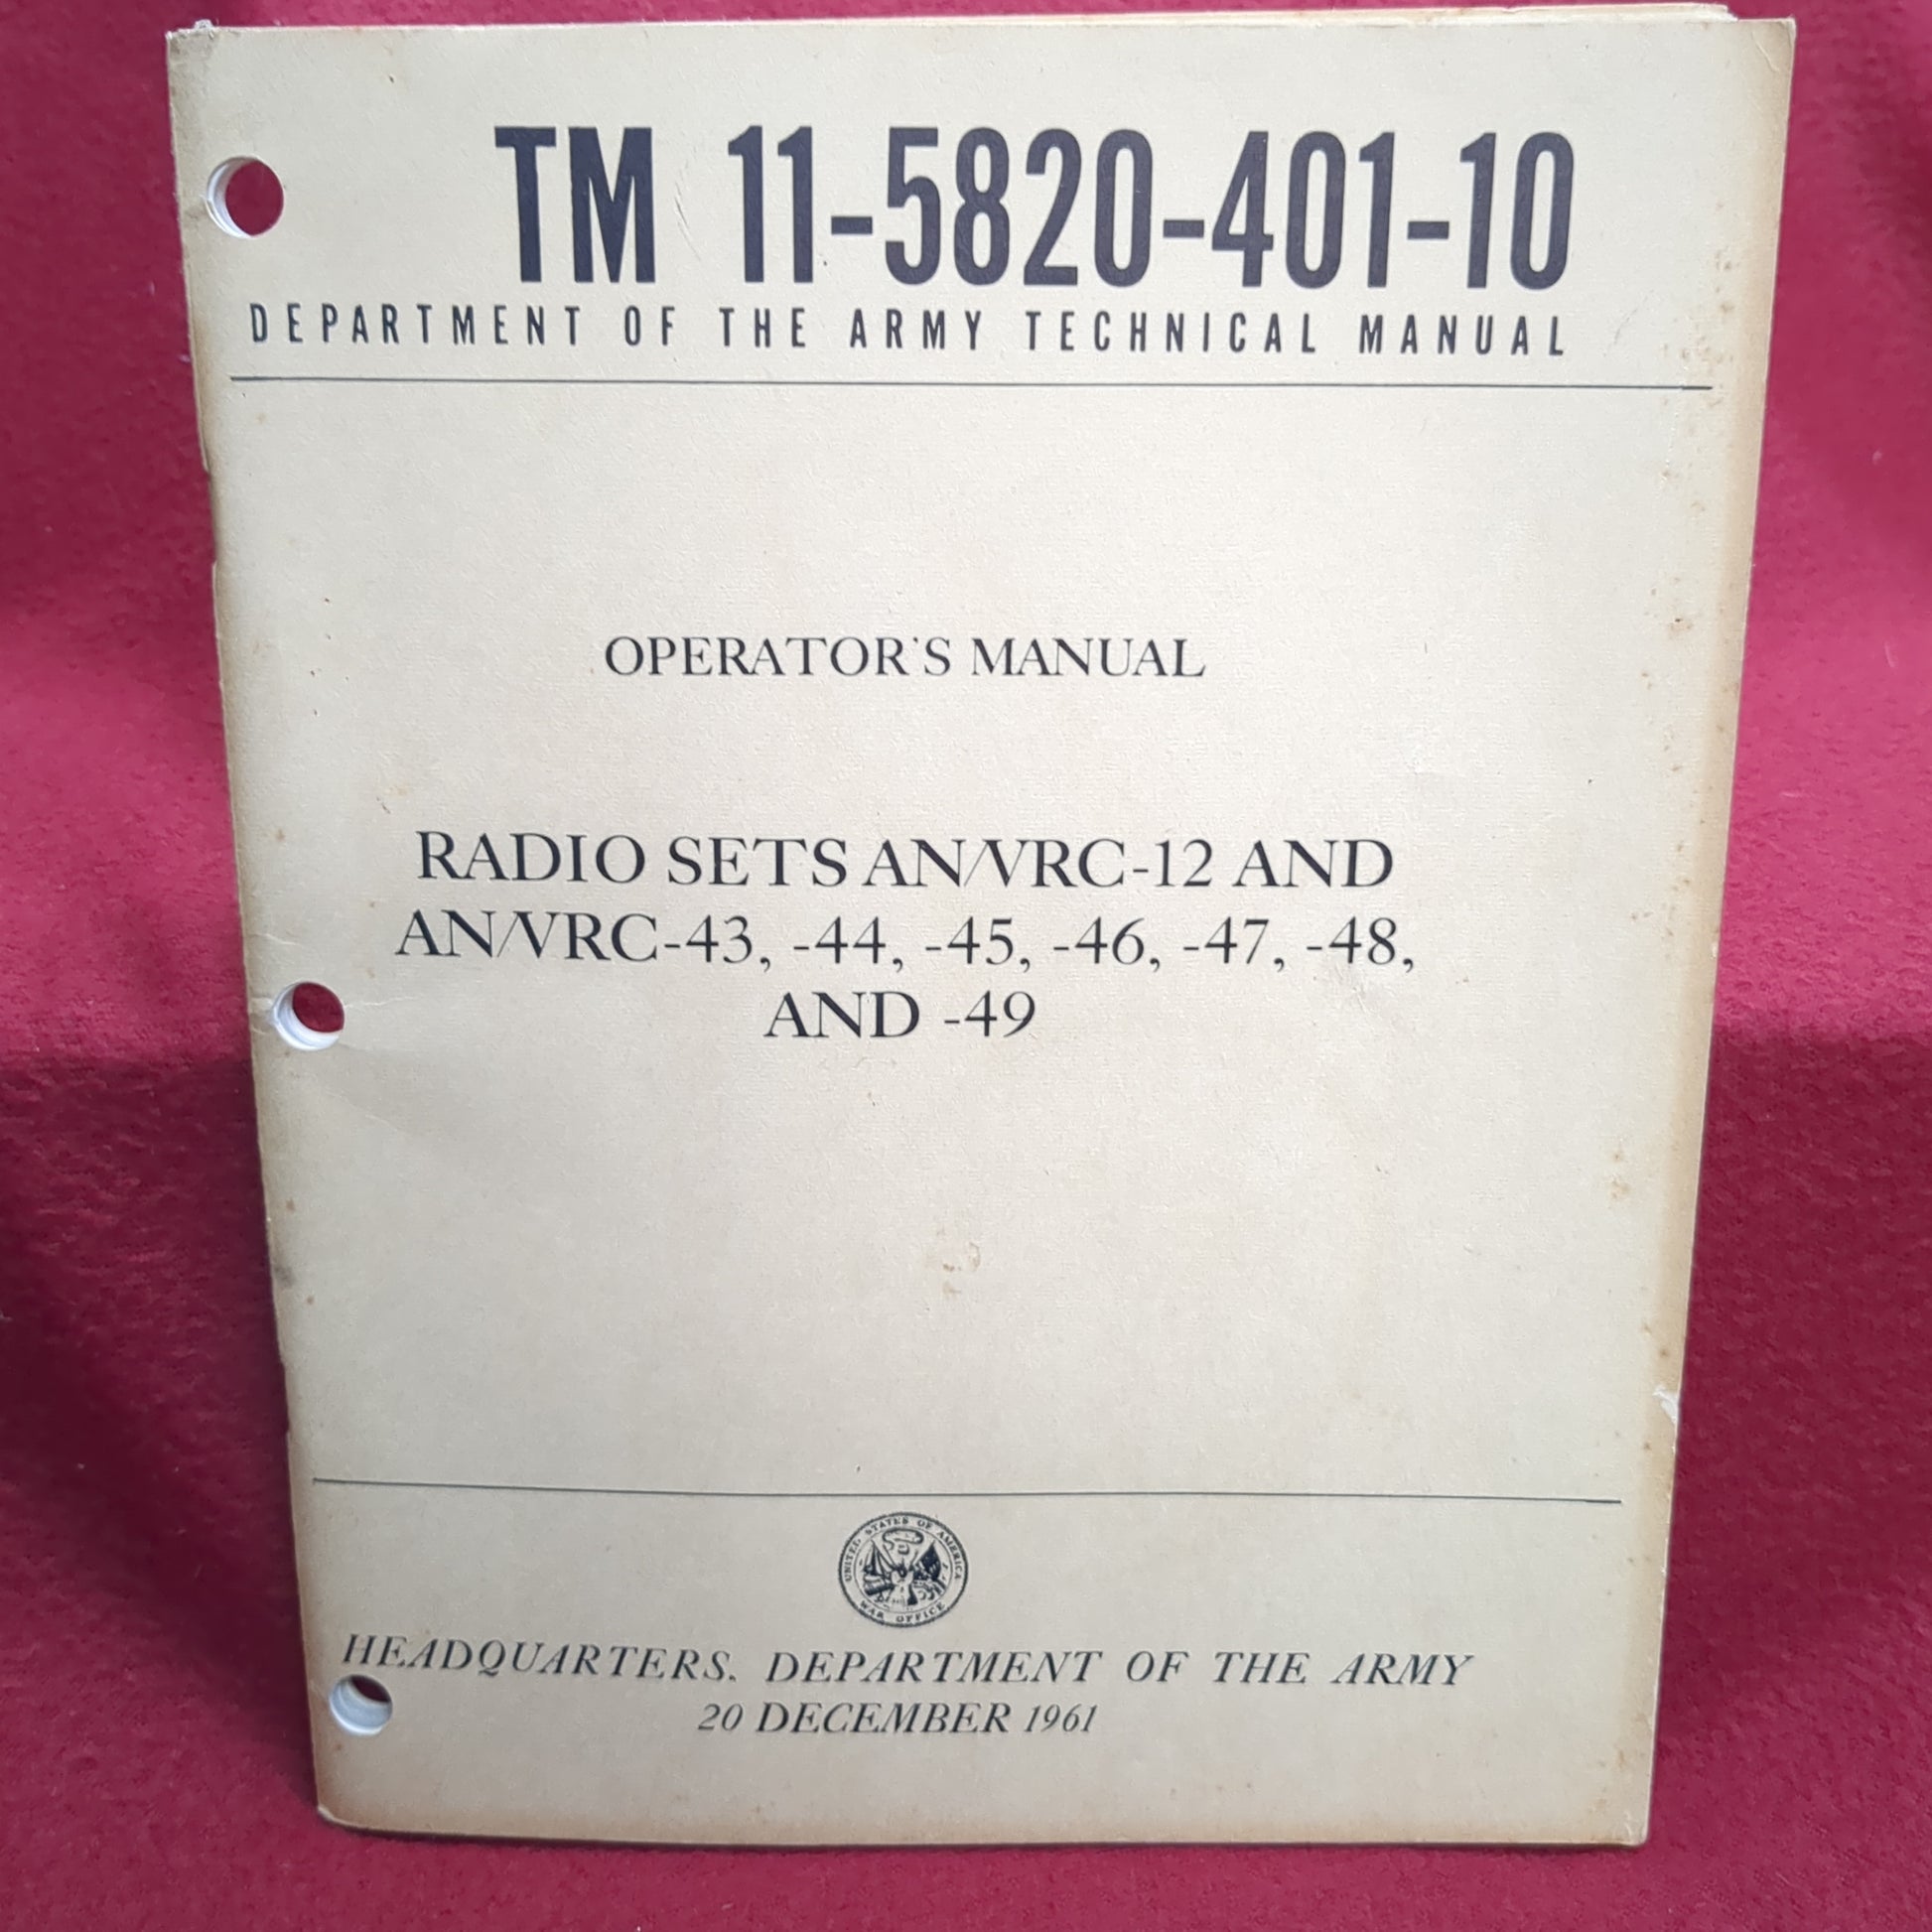 TM 11-5820-401-10
DEPARTMENT OF THE ARMY TECHNICAL MANUAL
OPERATOR'S MANUAL
RADIO SETS AN/VRC-12 AND
AN/VRC-43, -44, -45, -46, -47, -48,
AND -49
UNITED STATES OF AMERICA
WAR OFFICE
HEADQUARTERS, DEPARTMENT OF THE ARMY
20 DECEMBER 1961